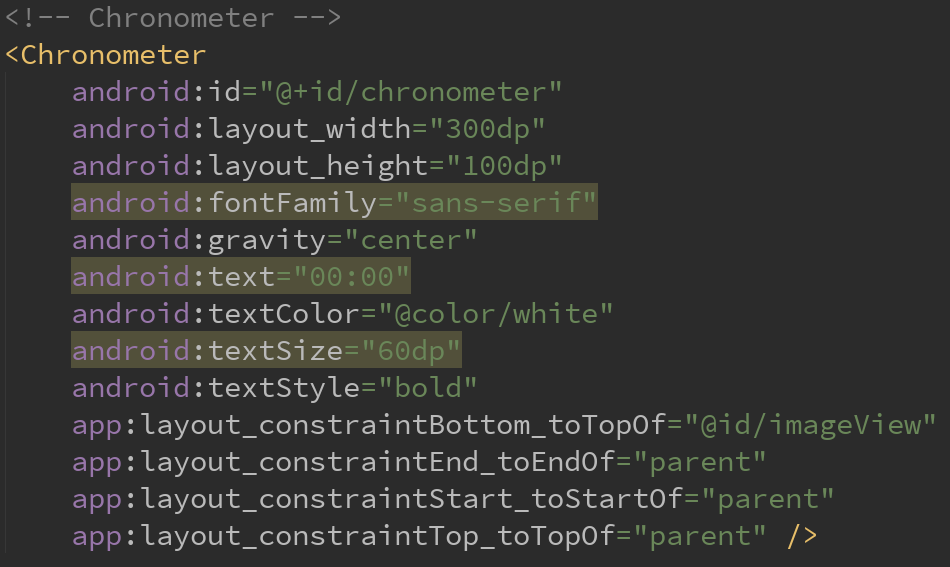 <!-- Chronometer -->
<Chronometer
android:id="@+id/chronometer"
android:layout_width="300dp"
android:layout_height="100dp"
android:fontFamily="sans-serif"
android:gravity="center"
android:text="00:00"
android:textColor="@color/white"
android:textSize="60dp"
android:textStyle="bold"
app:layout_constraintBottom_toTopOf="@id/imageView"
app:layout_constraintEnd_toEndOf="parent"
app:layout_constraintStart_toStartOf="parent"
app:layout_constraintTop_toTopOf="parent" />